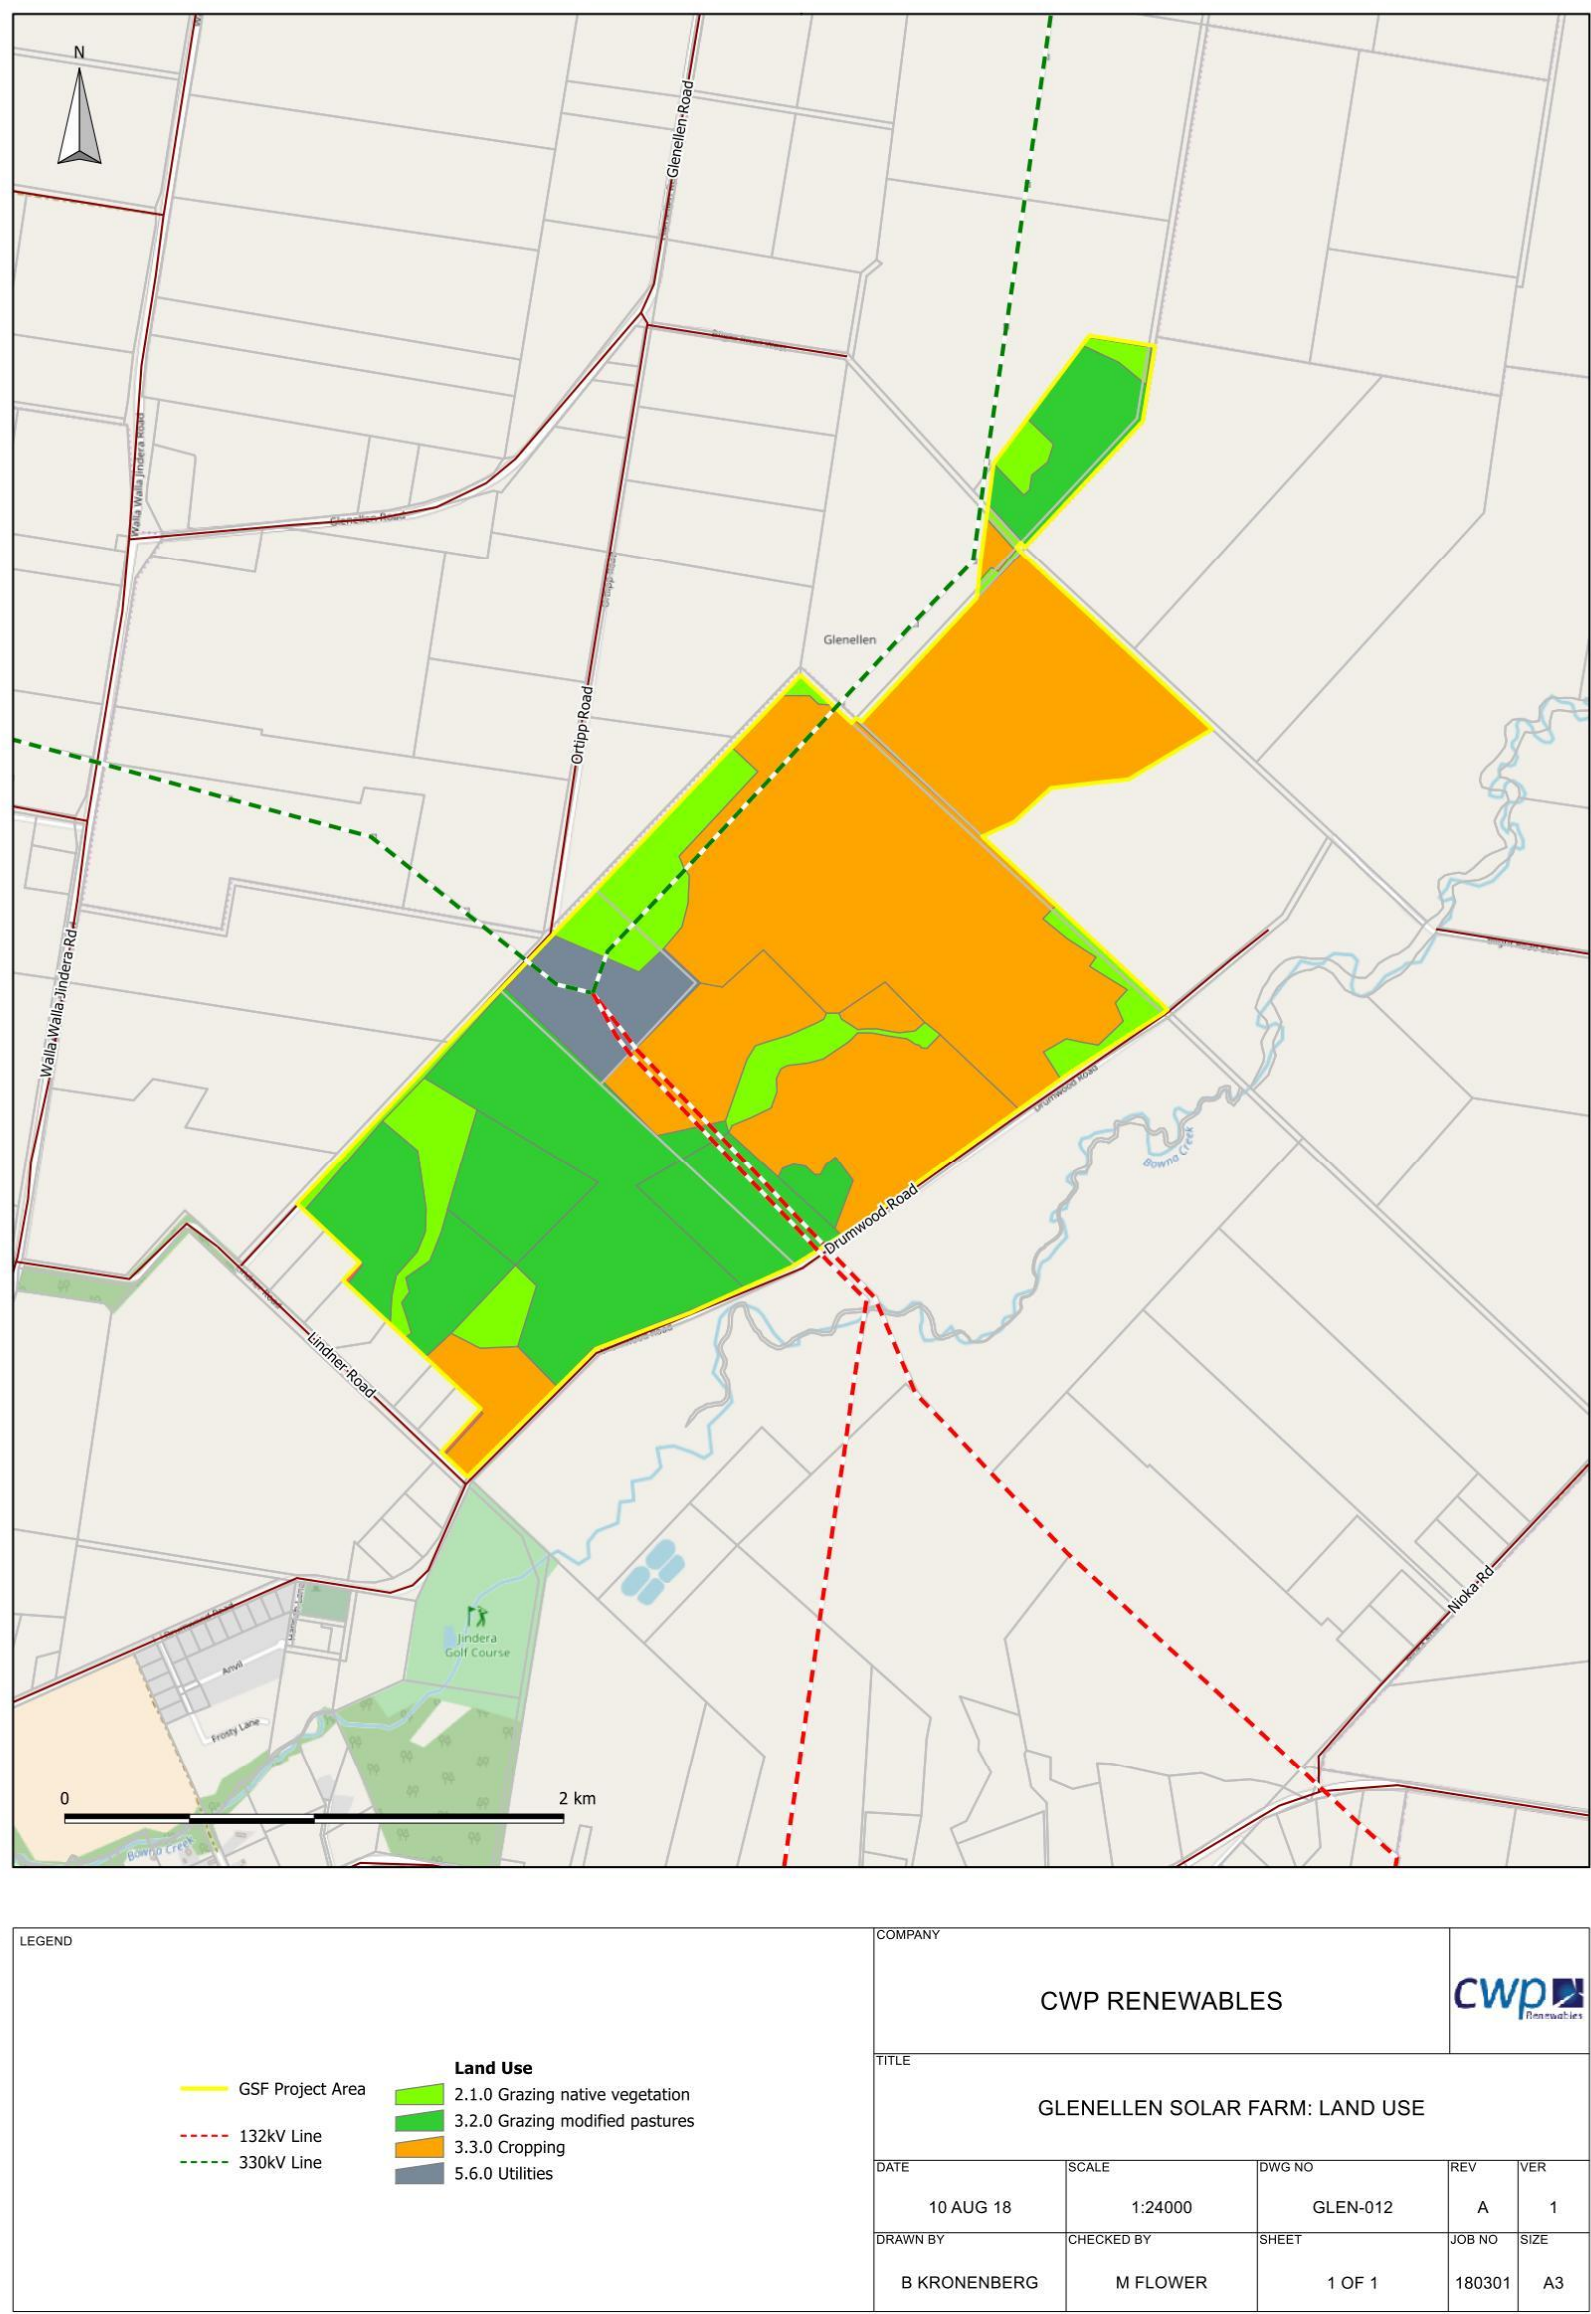 N
Glenellen Road
Walla Walla Jindera Road
Glenellen Road
Ortipp Road
Glenellen
Ortipp Road
Walla Walla Jindera Rd
Drumwood Road
Bowna Creek
Drumwood Road
Lindner Road
Nioka Rd
Jindera
Golf Course
Drumwood Road
Anvil
Frosty Lane
Bowna Creek
0
2 km
LEGEND
GSF Project Area
132kV Line
330kV Line
Land Use
2.1.0 Grazing native vegetation
3.2.0 Grazing modified pastures
3.3.0 Cropping
5.6.0 Utilities
COMPANY
CWP RENEWABLES
cwp
Renewables
TITLE
GLENELLEN SOLAR FARM: LAND USE
DATE
SCALE
DWG NO
REV
VER
10 AUG 18
1:24000
GLEN-012
A
1
DRAWN BY
CHECKED BY
SHEET
JOB NO
SIZE
B KRONENBERG
M FLOWER
1 OF 1
180301
A3